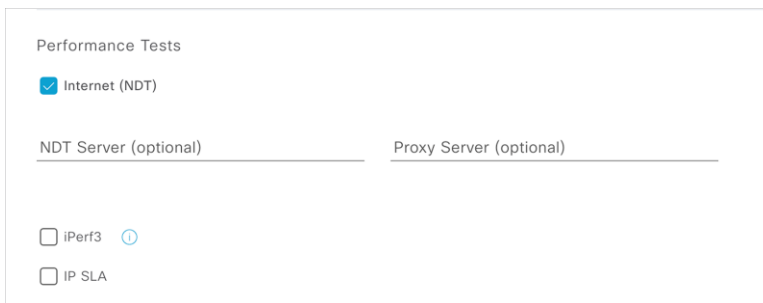 Performance Tests
Internet (NDT)
NDT Server (optional) Proxy Server (optional)
iPerf3
IP SLA